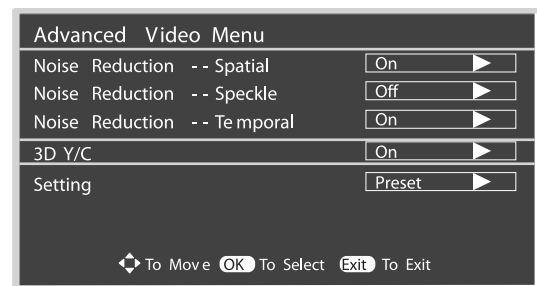 Advanced Video Menu
Noise Reduction -- Spatial On
Noise Reduction -- Speckle Off
Noise Reduction -- Temporal On
3D Y/C On
Setting Preset
To Move OK To Select Exit To Exit